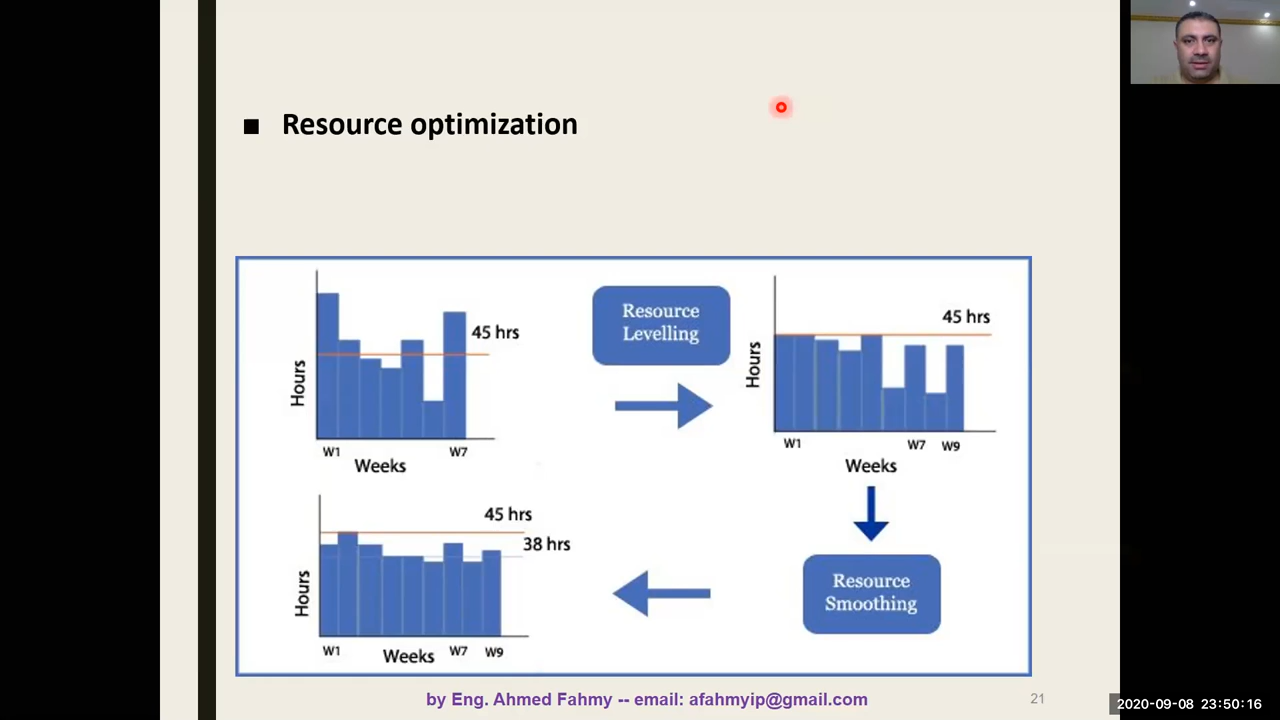 ■ Resource optimization
45 hrs
Hours
W1
W7
Weeks
Resource
Levelling
45 hrs
Hours
W1
W7
W9
Weeks
45 hrs
38 hrs
Hours
W1
W7
W9
Weeks
Resource
Smoothing
by Eng. Ahmed Fahmy -- email: afahmyip@gmail.com
21
2020-09-08 23:50:16